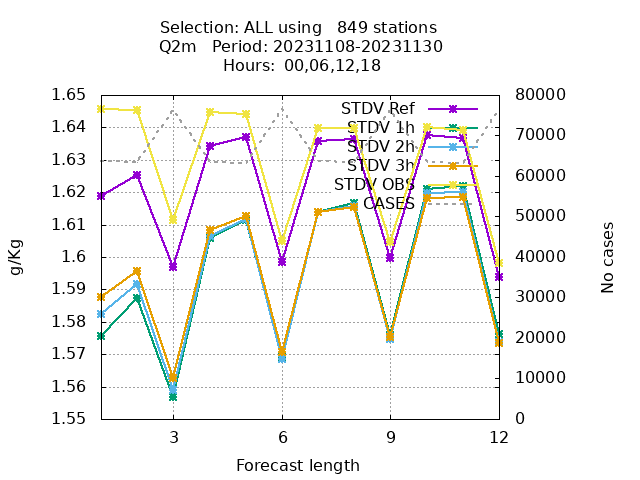 Selection: ALL using 849 stations
Q2m Period: 20231108-20231130
Hours: 00,06,12,18
1.65
1.64
1.63
1.62
1.61
1.6
1.59
1.58
1.57
1.56
1.55
g/Kg
STDV Ref
STDV 1h
STDV 2h
STDV 3h
STDV OBS
CASES
80000
70000
60000
50000
40000
30000
20000
10000
0
No cases
3 6 9 12
Forecast length